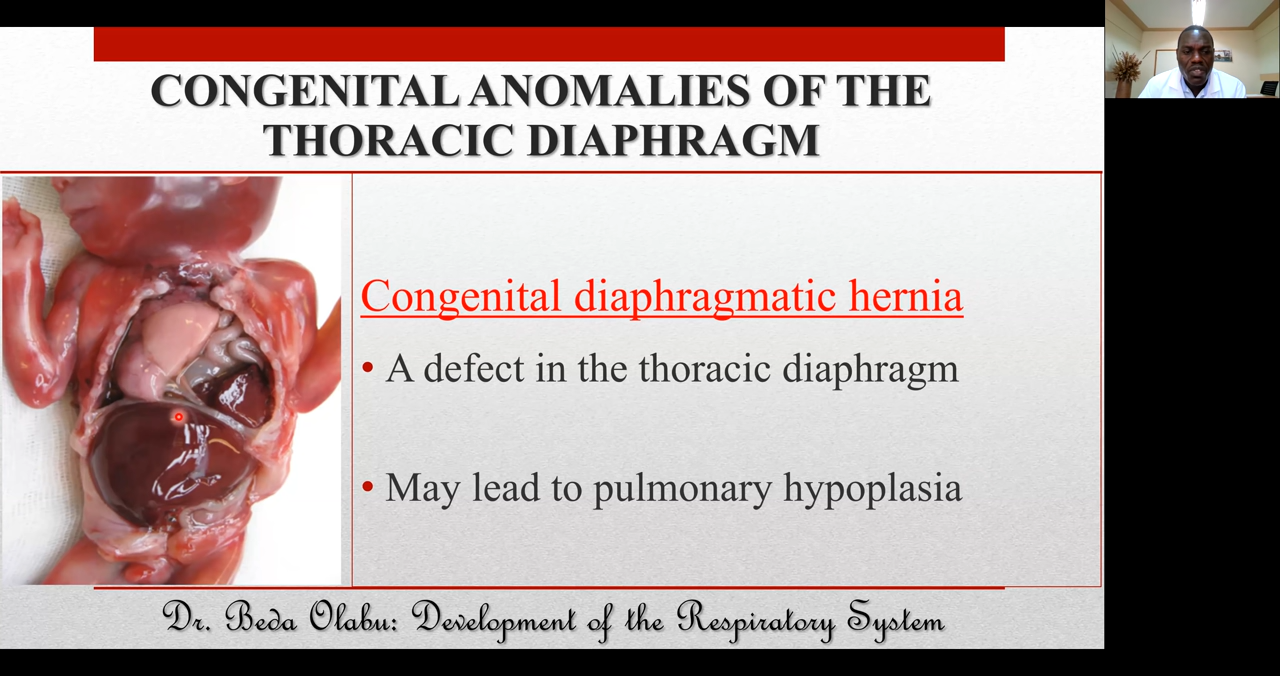 CONGENITAL ANOMALIES OF THE
THORACIC DIAPHRAGM
Congenital diaphragmatic hernia
• A defect in the thoracic diaphragm
• May lead to pulmonary hypoplasia
Dr. Beda Olabu: Development of the Respiratory System